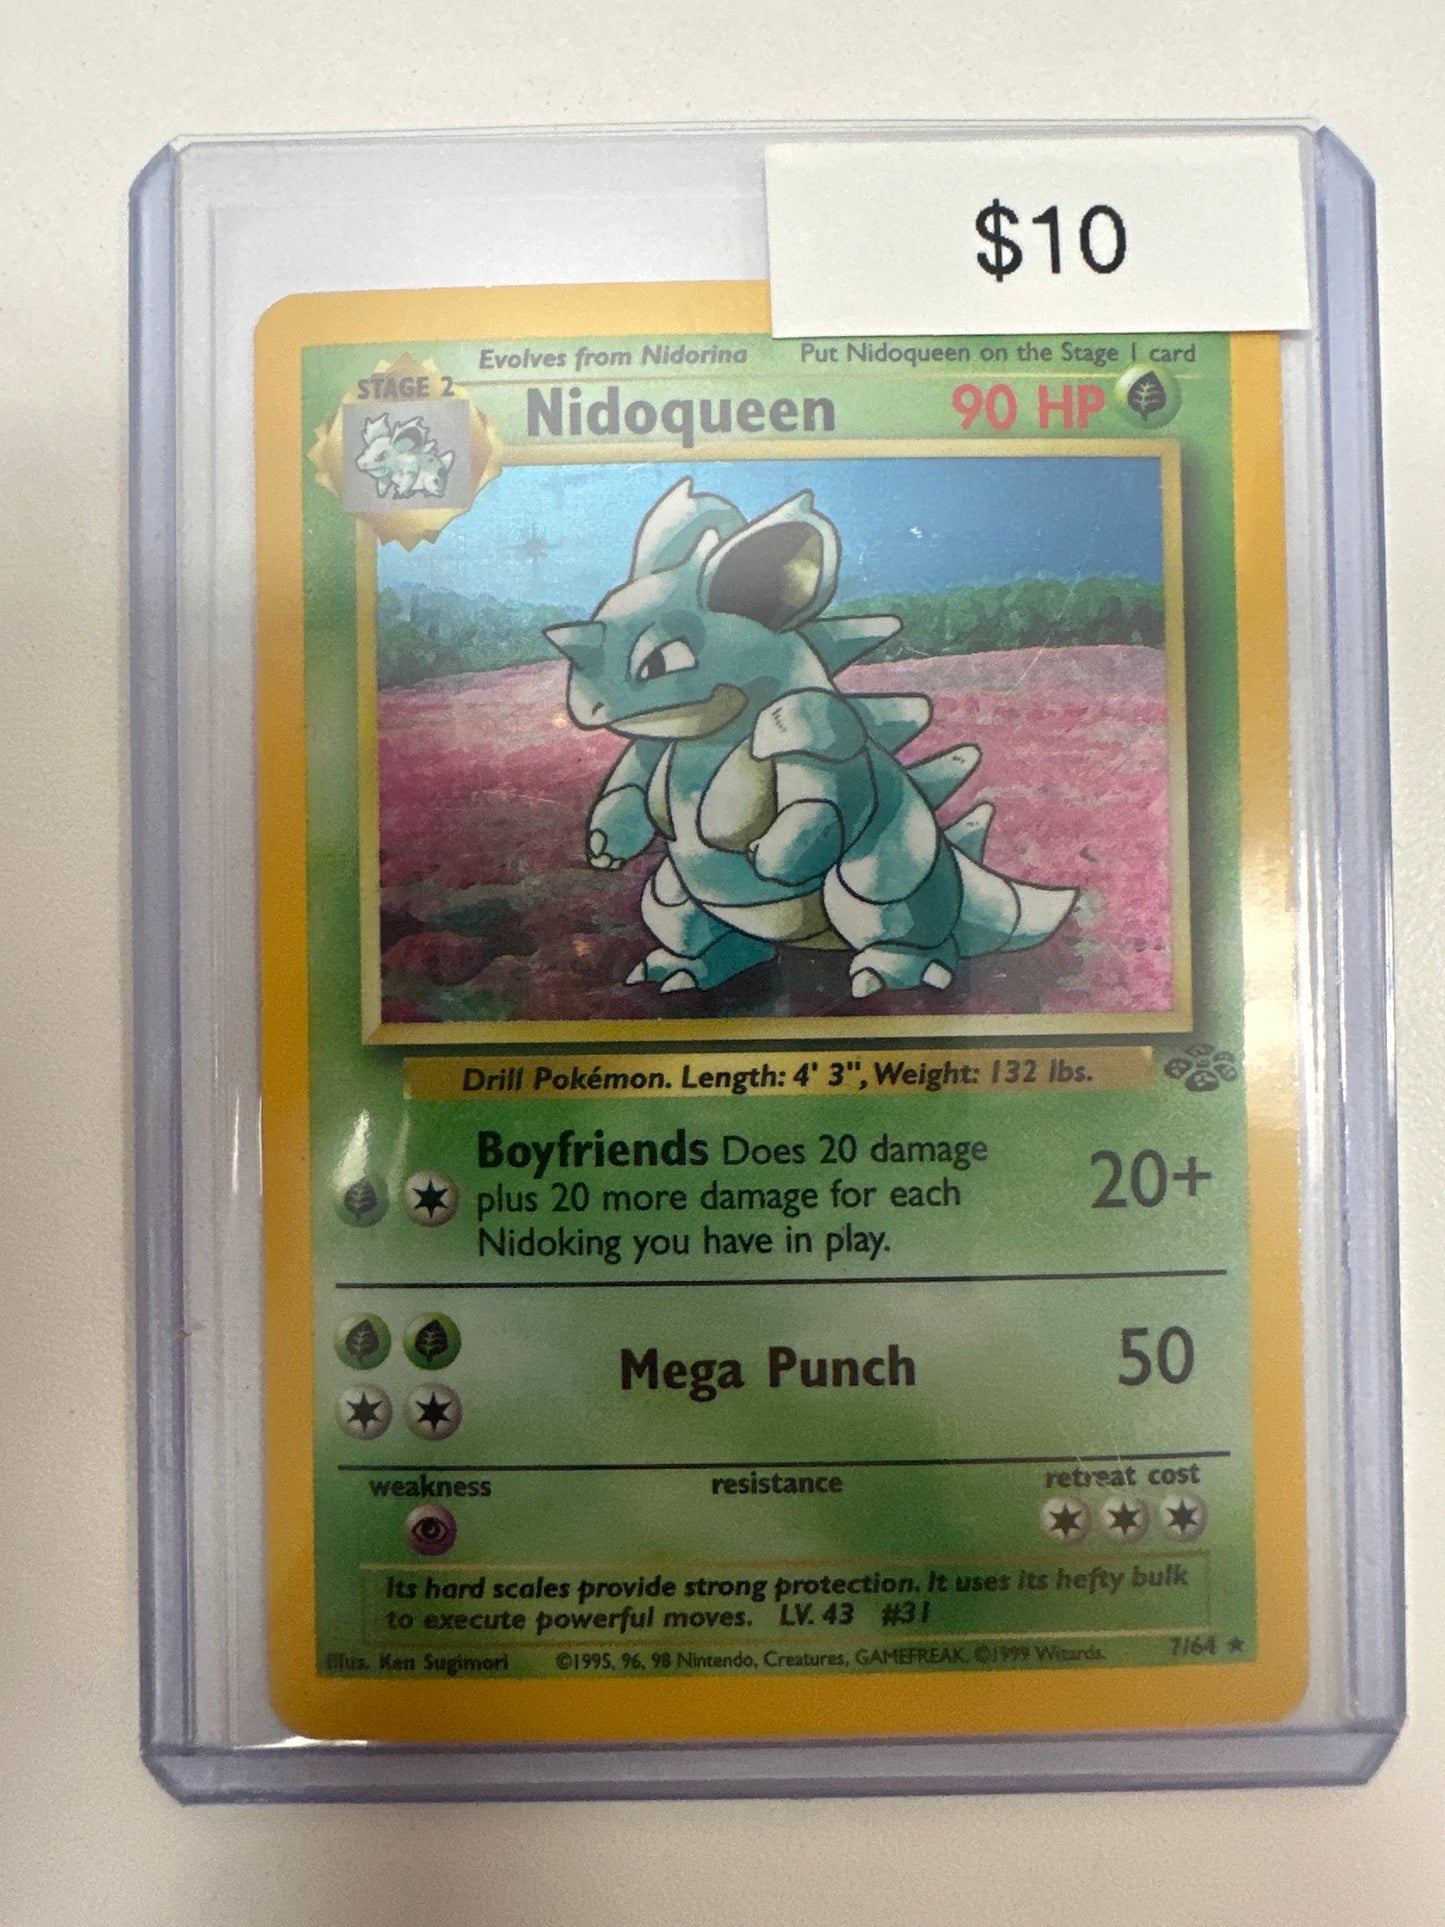 $10
Evolves from Nidorina Put Nidoqueen on the Stage 1 card
STAGE 2
Nidoqueen 90 HP
Drill Pokémon. Length: 4' 3", Weight: 132 lbs.
Boyfriends Does 20 damage
plus 20 more damage for each
Nidoking you have in play.
20+
Mega Punch 50
weakness resistance retreat cost
Its hard scales provide strong protection. It uses its hefty bulk
to execute powerful moves. LV. 43 #31
Illus. Ken Sugimori ©1995, 96, 98 Nintendo, Creatures, GAMEFREAK. ©1999 Wizards. 7/64 ★